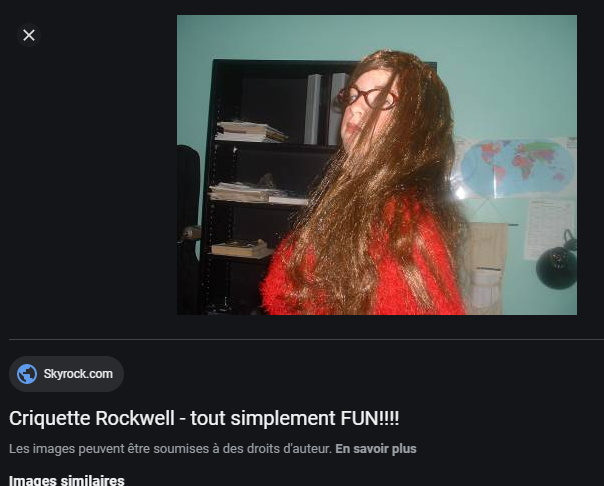 Skyrock.com
Criquette Rockwell - tout simplement FUN!!!!
Les images peuvent être soumises à des droits d'auteur. En savoir plus
Images similaires